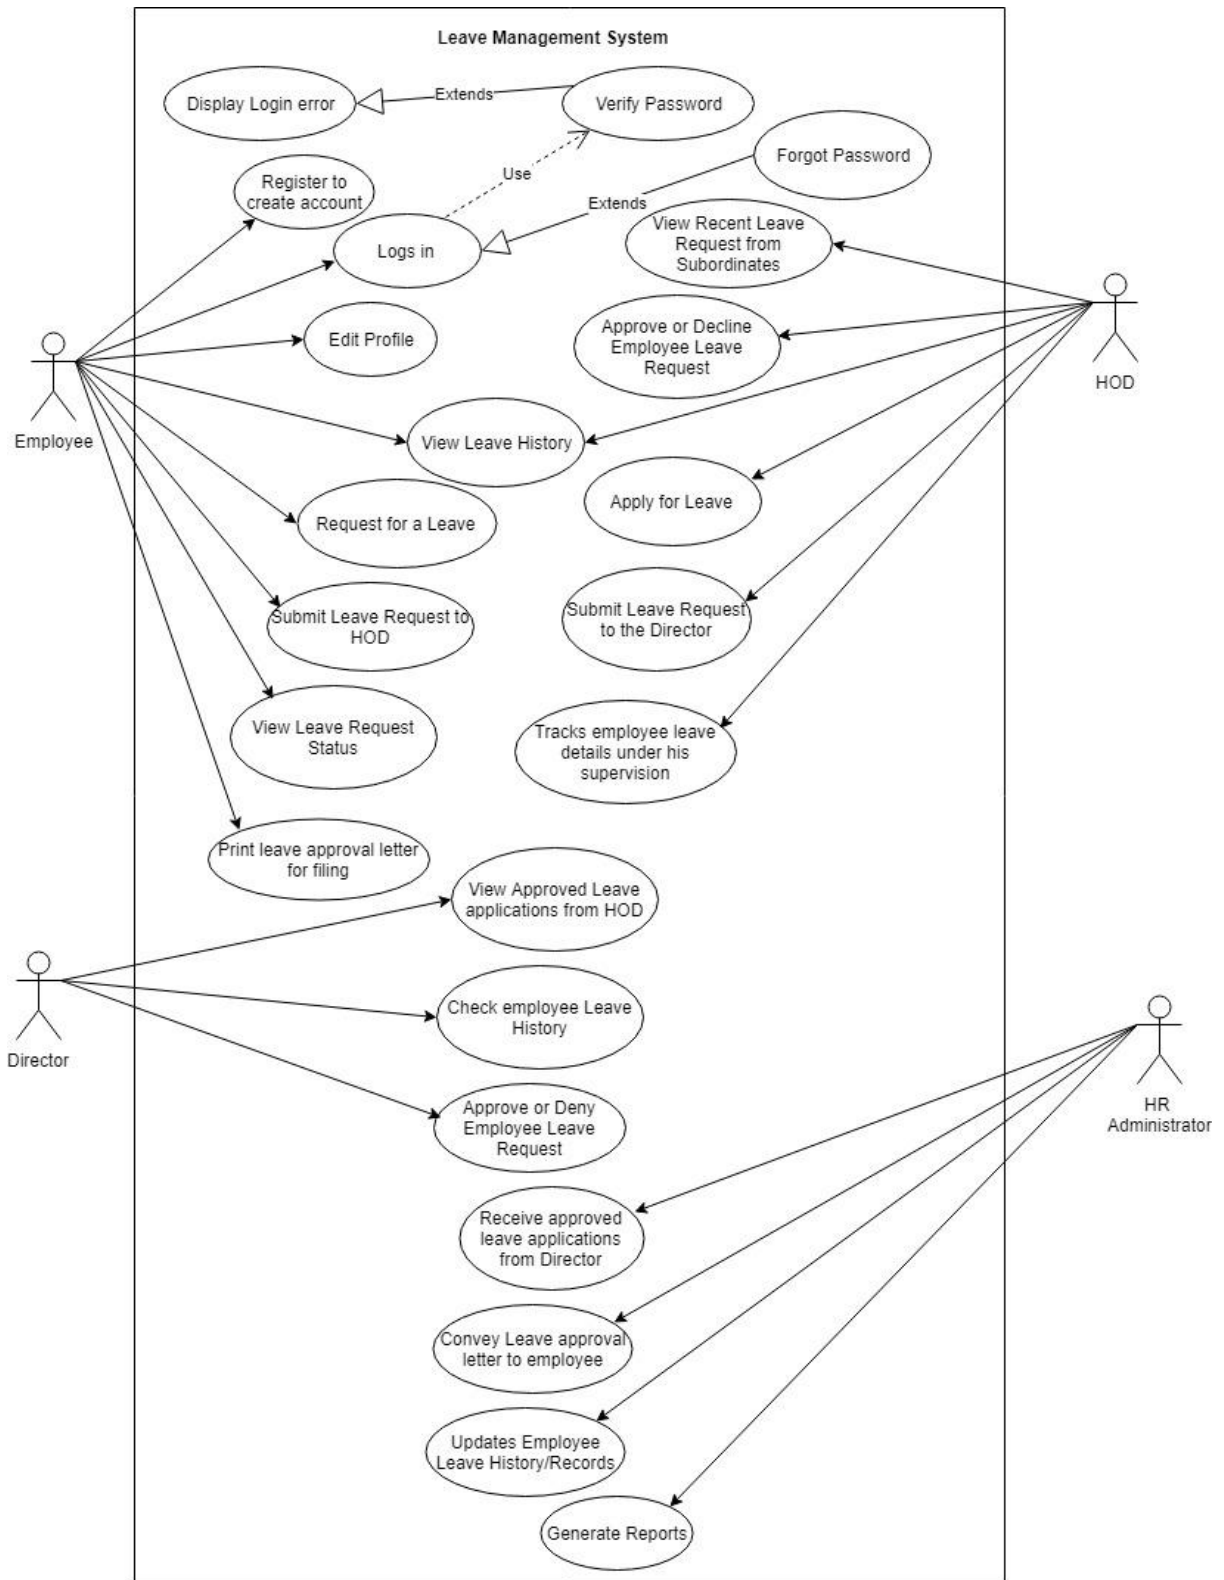 Leave Management System
Display Login error
Extends
Verify Password
Forgot Password
Use
Register to
create account
Extends
Logs in
View Recent Leave
Request from
Subordinates
Edit Profile
Approve or Decline
Employee Leave
Request
HOD
Employee
View Leave History
Apply for Leave
Request for a Leave
Submit Leave Request to
HOD
Submit Leave Request
to the Director
View Leave Request
Status
Tracks employee leave
details under his
supervision
Print leave approval letter
for filing
View Approved Leave
applications from HOD
Check employee Leave
History
Director
Approve or Deny
Employee Leave
Request
HR
Administrator
Receive approved
leave applications
from Director
Convey Leave approval
letter to employee
Updates Employee
Leave History/Records
Generate Reports